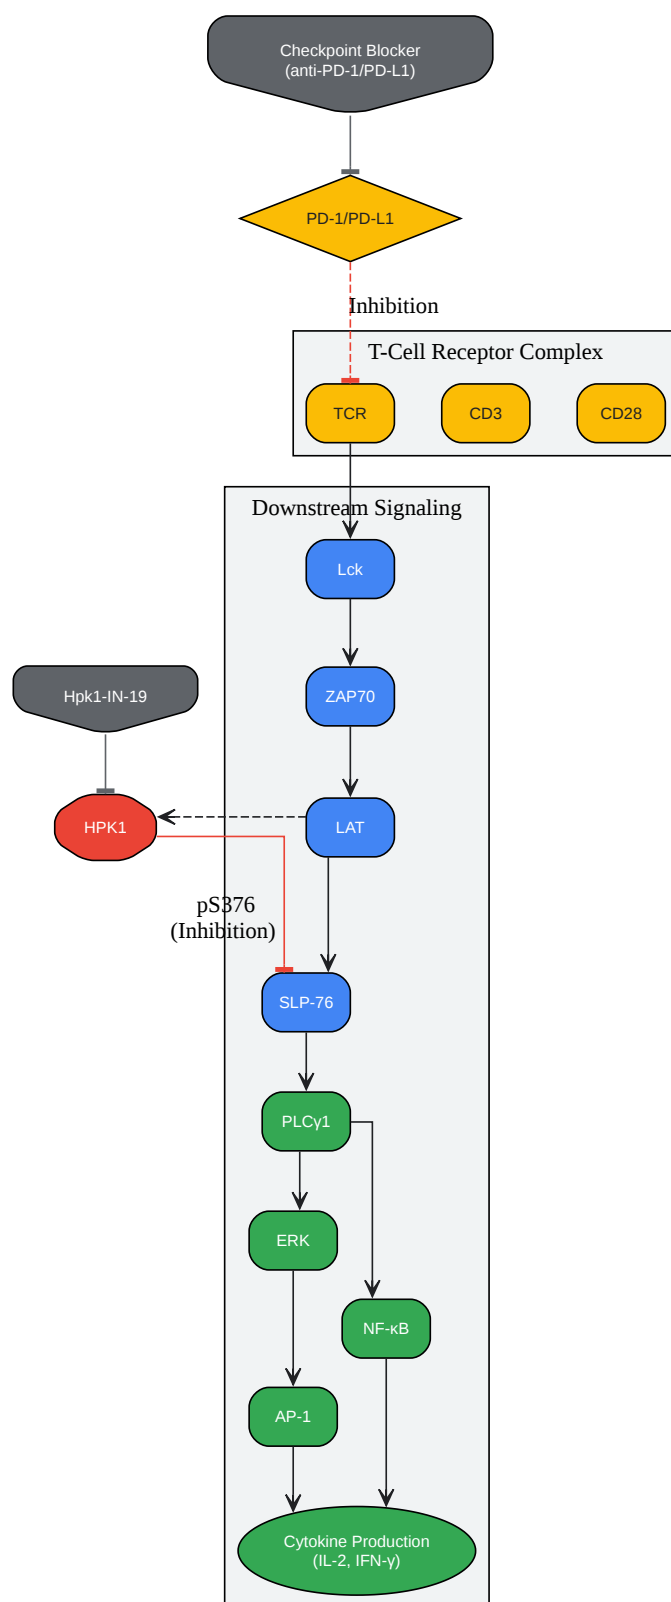 Checkpoint Blocker
(anti-PD-1/PD-L1)
PD-1/PD-L1
Inhibition
T-Cell Receptor Complex
TCR
CD3
CD28
Downstream Signaling
Lck
Hpk1-IN-19
ZAP70
HPK1
LAT
pS376
(Inhibition)
SLP-76
PLCγ1
ERK
NF-κB
AP-1
Cytokine Production
(IL-2, IFN-γ)